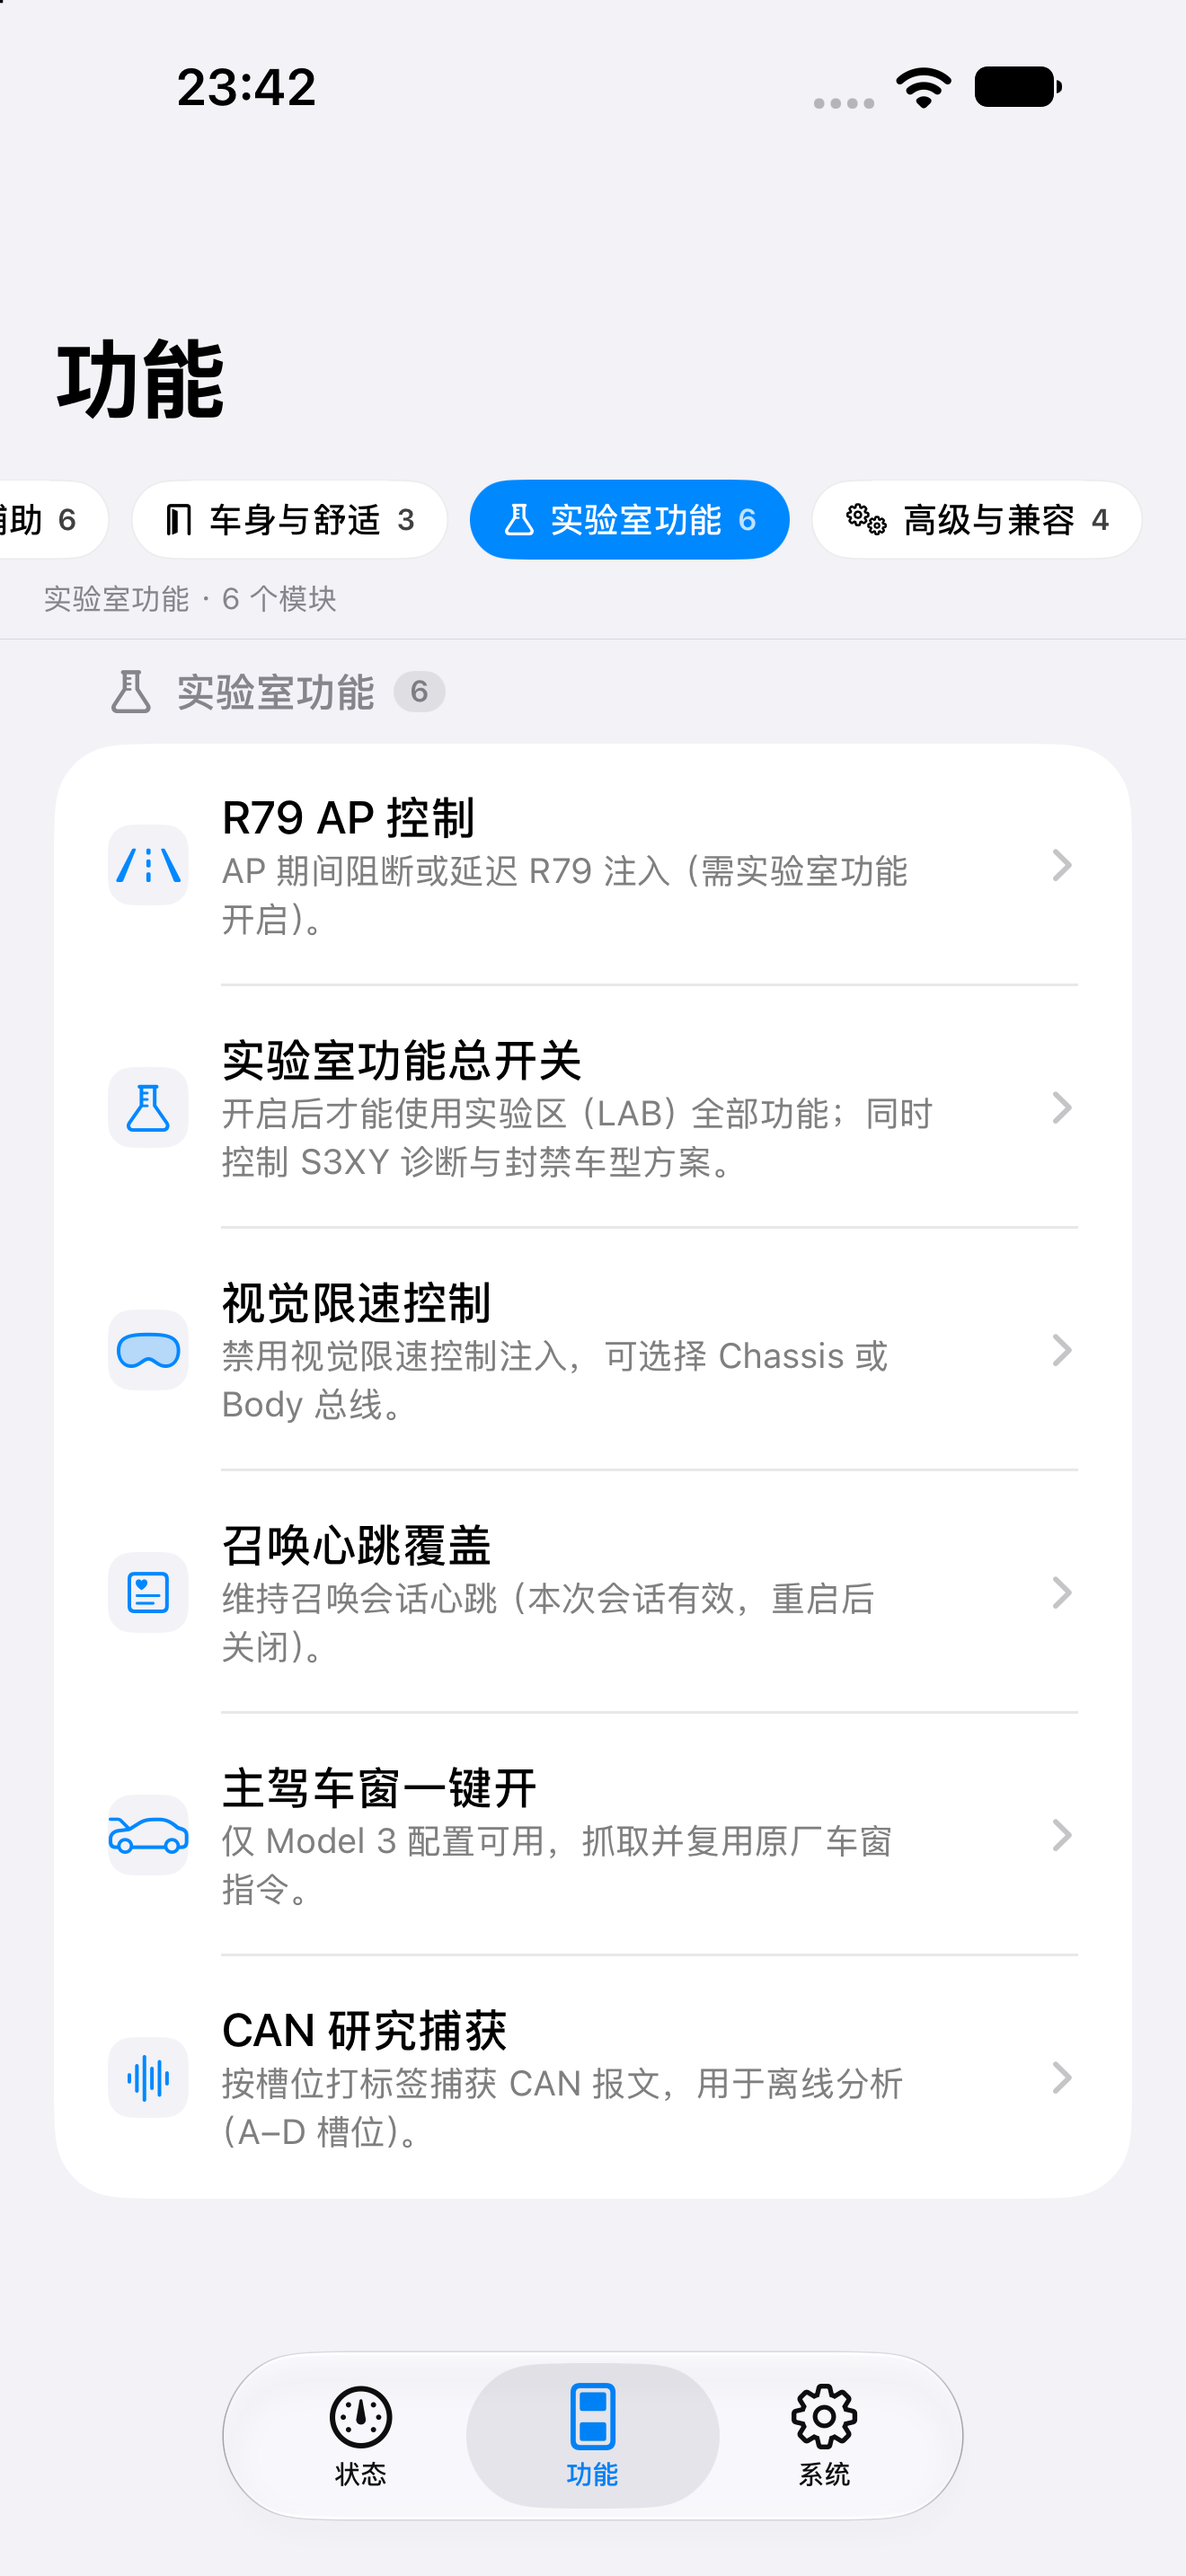 23:42
功能
助 6
车身与舒适 3
实验室功能 6
高级与兼容 4
实验室功能 · 6 个模块
实验室功能 6
R79 AP 控制
AP 期间阻断或延迟 R79 注入（需实验室功能
开启）。
实验室功能总开关
开启后才能使用实验区（LAB）全部功能；同时
控制 S3XY 诊断与封禁车型方案。
视觉限速控制
禁用视觉限速控制注入，可选择 Chassis 或
Body 总线。
召唤心跳覆盖
维持召唤会话心跳（本次会话有效，重启后
关闭）。
主驾车窗一键开
仅 Model 3 配置可用，抓取并复用原厂车窗
指令。
CAN 研究捕获
按槽位打标签捕获 CAN 报文，用于离线分析
（A–D 槽位）。
状态
功能
系统